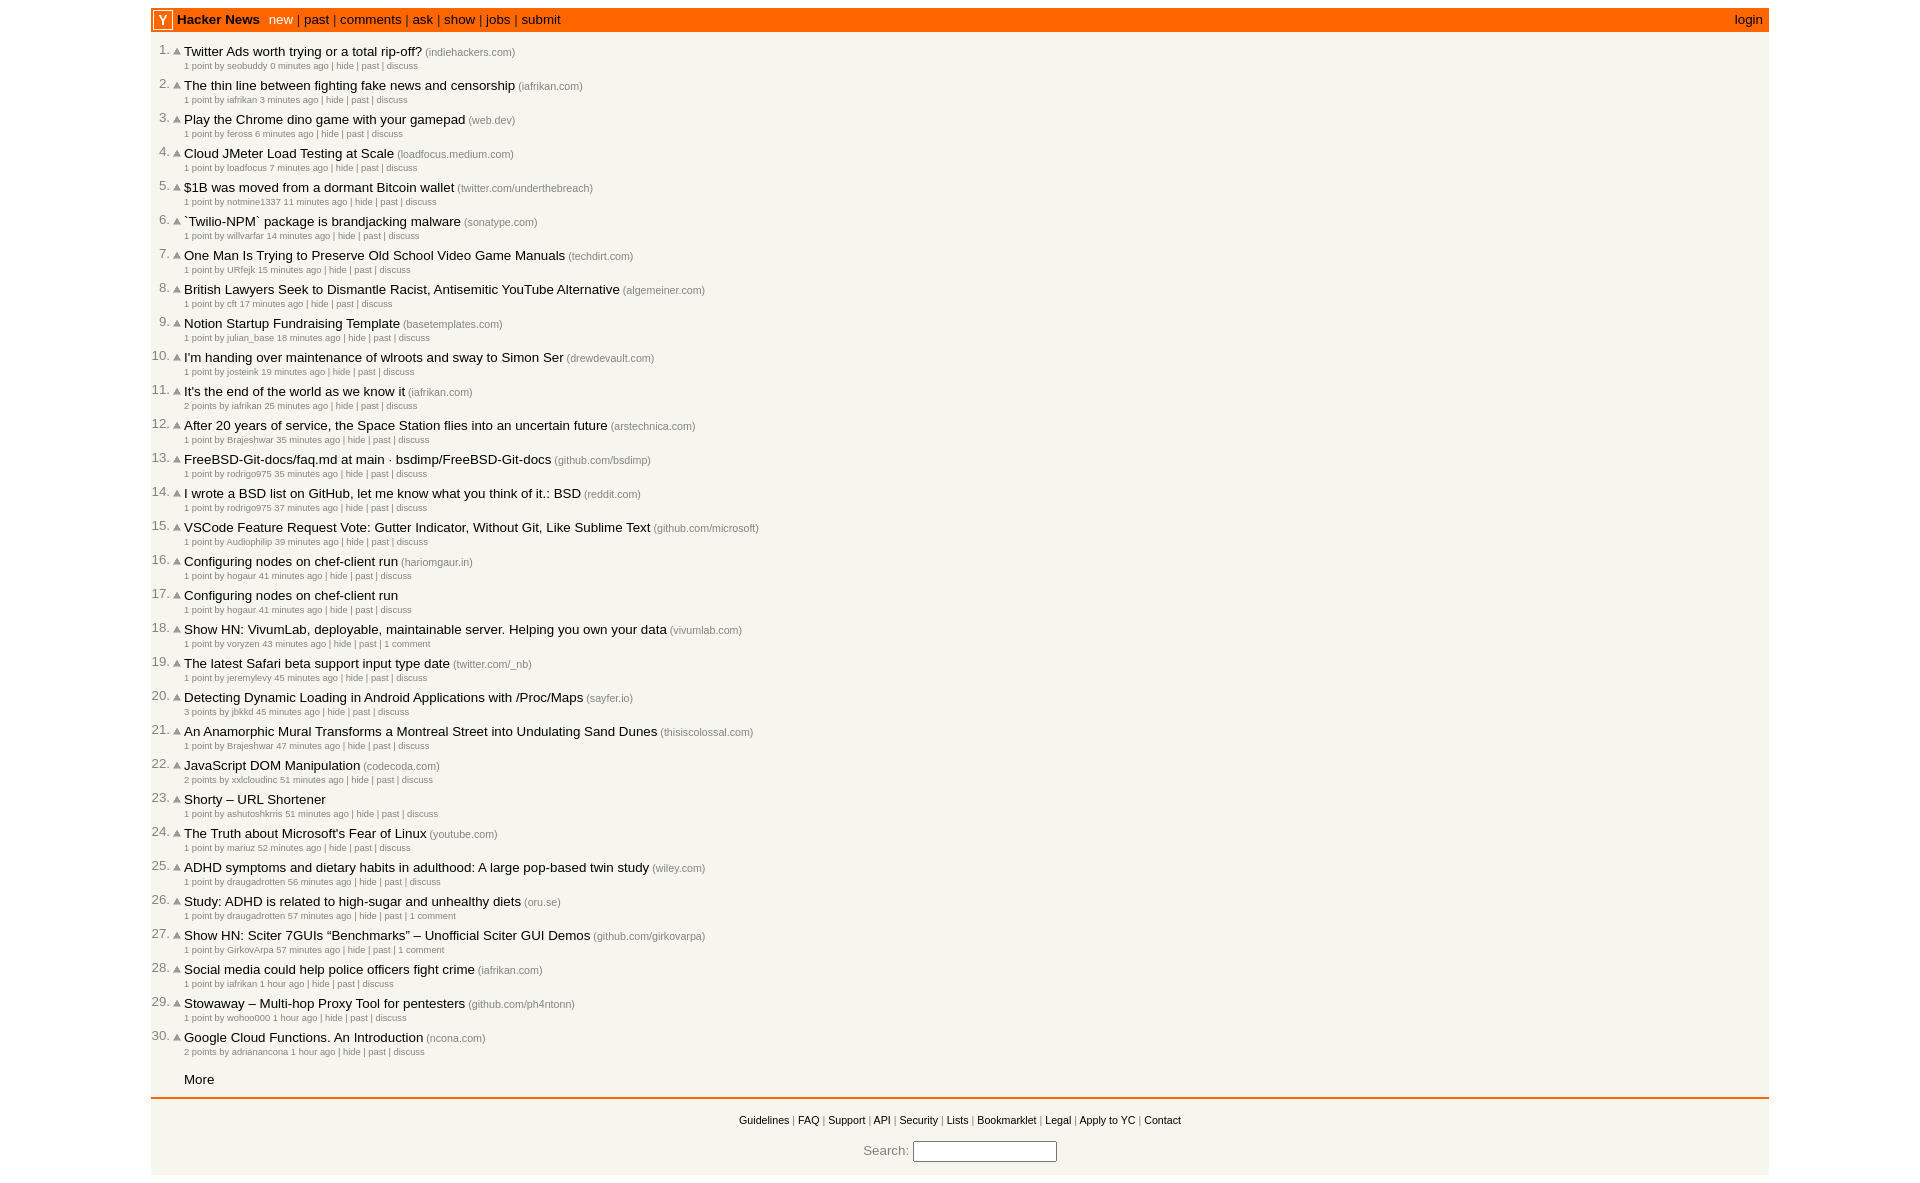 Y Hacker News new | past | comments | ask | show | jobs | submit login
1. Twitter Ads worth trying or a total rip-off? (indiehackers.com)
1 point by seobuddy 0 minutes ago | hide | past | discuss
2. The thin line between fighting fake news and censorship (iafrikan.com)
1 point by iafrikan 3 minutes ago | hide | past | discuss
3. Play the Chrome dino game with your gamepad (web.dev)
1 point by feross 6 minutes ago | hide | past | discuss
4. Cloud JMeter Load Testing at Scale (loadfocus.medium.com)
1 point by loadfocus 7 minutes ago | hide | past | discuss
5. $1B was moved from a dormant Bitcoin wallet (twitter.com/underthebreach)
1 point by notmine1337 11 minutes ago | hide | past | discuss
6. `Twilio-NPM` package is brandjacking malware (sonatype.com)
1 point by willvarfar 14 minutes ago | hide | past | discuss
7. One Man Is Trying to Preserve Old School Video Game Manuals (techdirt.com)
1 point by URfejk 15 minutes ago | hide | past | discuss
8. British Lawyers Seek to Dismantle Racist, Antisemitic YouTube Alternative (algemeiner.com)
1 point by cft 17 minutes ago | hide | past | discuss
9. Notion Startup Fundraising Template (basetemplates.com)
1 point by julian_base 18 minutes ago | hide | past | discuss
10. I'm handing over maintenance of wlroots and sway to Simon Ser (drewdevault.com)
1 point by josteink 19 minutes ago | hide | past | discuss
11. It's the end of the world as we know it (iafrikan.com)
2 points by iafrikan 25 minutes ago | hide | past | discuss
12. After 20 years of service, the Space Station flies into an uncertain future (arstechnica.com)
1 point by Brajeshwar 35 minutes ago | hide | past | discuss
13. FreeBSD-Git-docs/faq.md at main · bsdimp/FreeBSD-Git-docs (github.com/bsdimp)
1 point by rodrigo975 35 minutes ago | hide | past | discuss
14. I wrote a BSD list on GitHub, let me know what you think of it.: BSD (reddit.com)
1 point by rodrigo975 37 minutes ago | hide | past | discuss
15. VSCode Feature Request Vote: Gutter Indicator, Without Git, Like Sublime Text (github.com/microsoft)
1 point by Audiophilip 39 minutes ago | hide | past | discuss
16. Configuring nodes on chef-client run (hariomgaur.in)
1 point by hogaur 41 minutes ago | hide | past | discuss
17. Configuring nodes on chef-client run
1 point by hogaur 41 minutes ago | hide | past | discuss
18. Show HN: VivumLab, deployable, maintainable server. Helping you own your data (vivumlab.com)
1 point by voryzen 43 minutes ago | hide | past | 1 comment
19. The latest Safari beta support input type date (twitter.com/_nb)
1 point by jeremylevy 45 minutes ago | hide | past | discuss
20. Detecting Dynamic Loading in Android Applications with /Proc/Maps (sayfer.io)
3 points by jbkkd 45 minutes ago | hide | past | discuss
21. An Anamorphic Mural Transforms a Montreal Street into Undulating Sand Dunes (thisiscolossal.com)
1 point by Brajeshwar 47 minutes ago | hide | past | discuss
22. JavaScript DOM Manipulation (codecoda.com)
2 points by xxlcloudinc 51 minutes ago | hide | past | discuss
23. Shorty – URL Shortener
1 point by ashutoshkrris 51 minutes ago | hide | past | discuss
24. The Truth about Microsoft's Fear of Linux (youtube.com)
1 point by mariuz 52 minutes ago | hide | past | discuss
25. ADHD symptoms and dietary habits in adulthood: A large pop-based twin study (wiley.com)
1 point by draugadrotten 56 minutes ago | hide | past | discuss
26. Study: ADHD is related to high-sugar and unhealthy diets (oru.se)
1 point by draugadrotten 57 minutes ago | hide | past | 1 comment
27. Show HN: Sciter 7GUIs “Benchmarks” – Unofficial Sciter GUI Demos (github.com/girkovarpa)
1 point by GirkovArpa 57 minutes ago | hide | past | 1 comment
28. Social media could help police officers fight crime (iafrikan.com)
1 point by iafrikan 1 hour ago | hide | past | discuss
29. Stowaway – Multi-hop Proxy Tool for pentesters (github.com/ph4ntonn)
1 point by wohoo000 1 hour ago | hide | past | discuss
30. Google Cloud Functions. An Introduction (ncona.com)
2 points by adrianancona 1 hour ago | hide | past | discuss
More
Guidelines | FAQ | Support | API | Security | Lists | Bookmarklet | Legal | Apply to YC | Contact
Search: